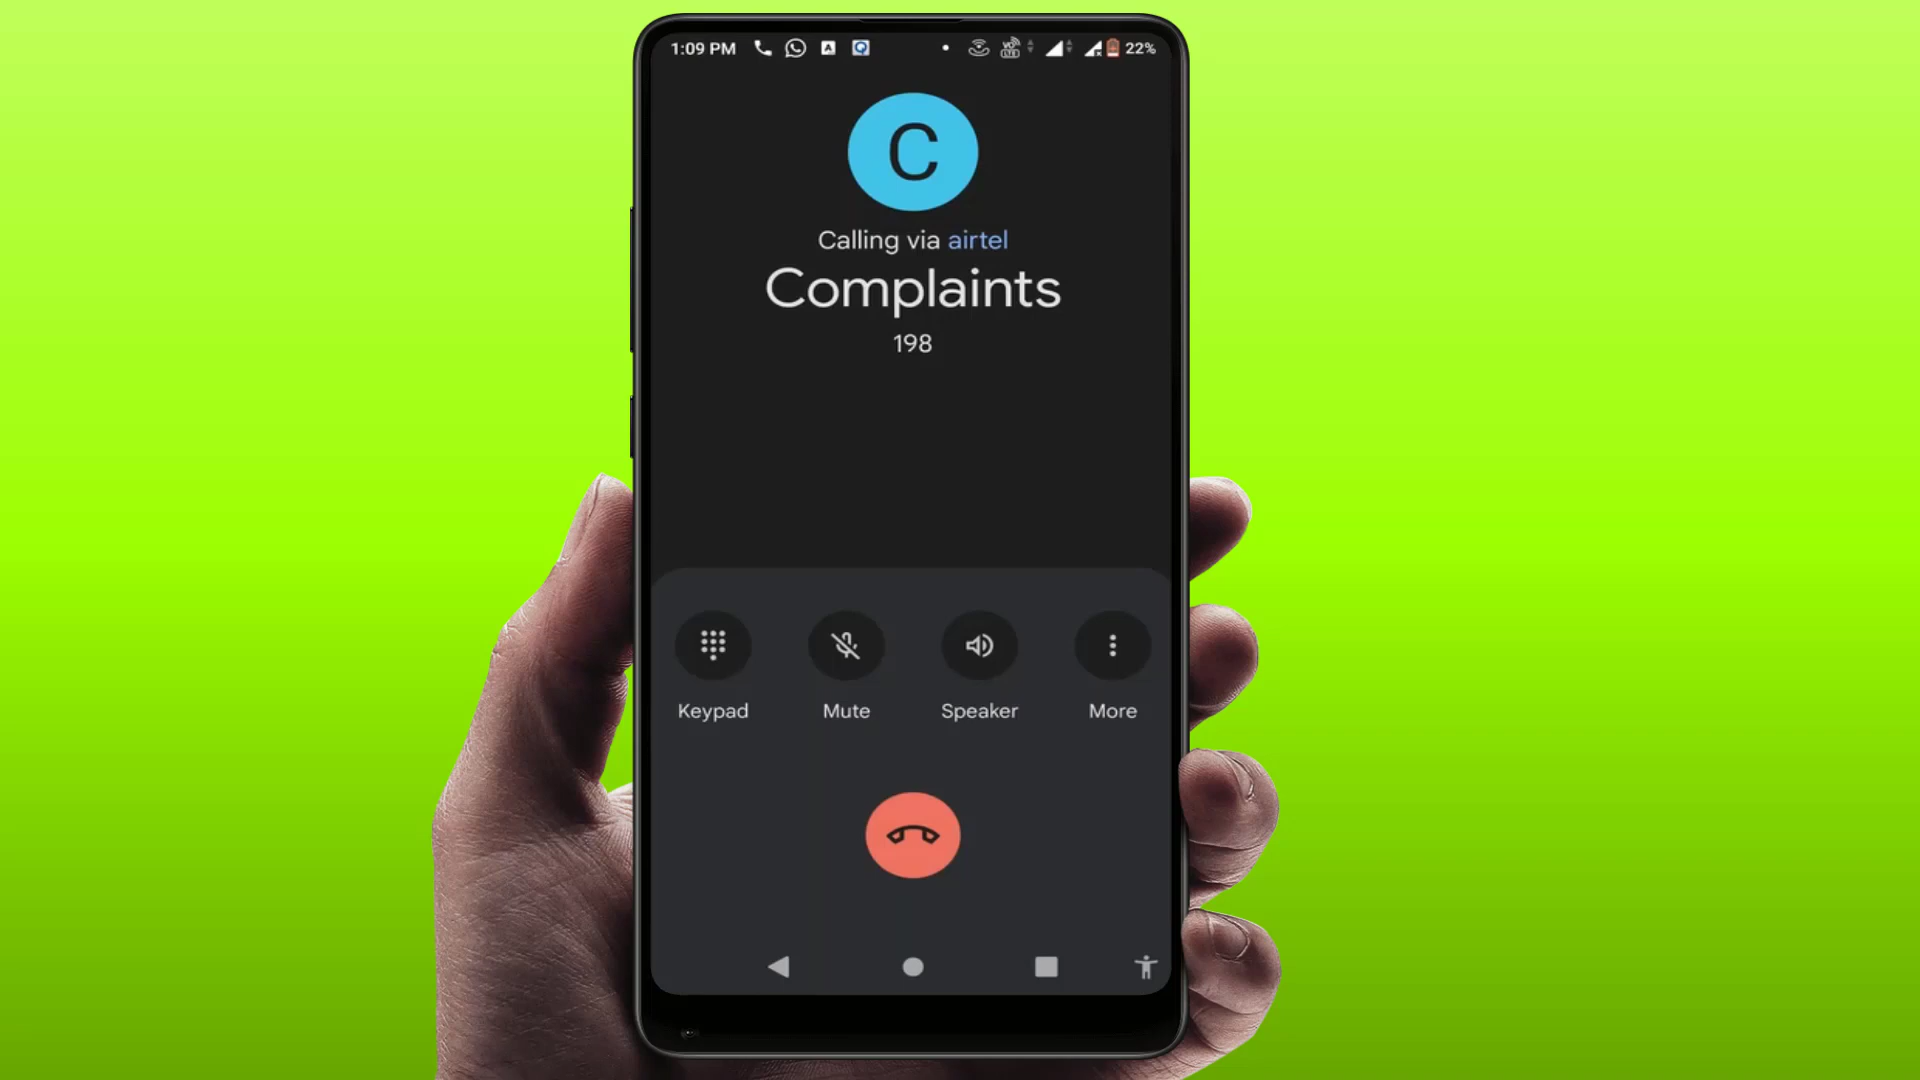 1:09 PM 22%
C
Calling via airtel
Complaints
198
Keypad Mute Speaker More